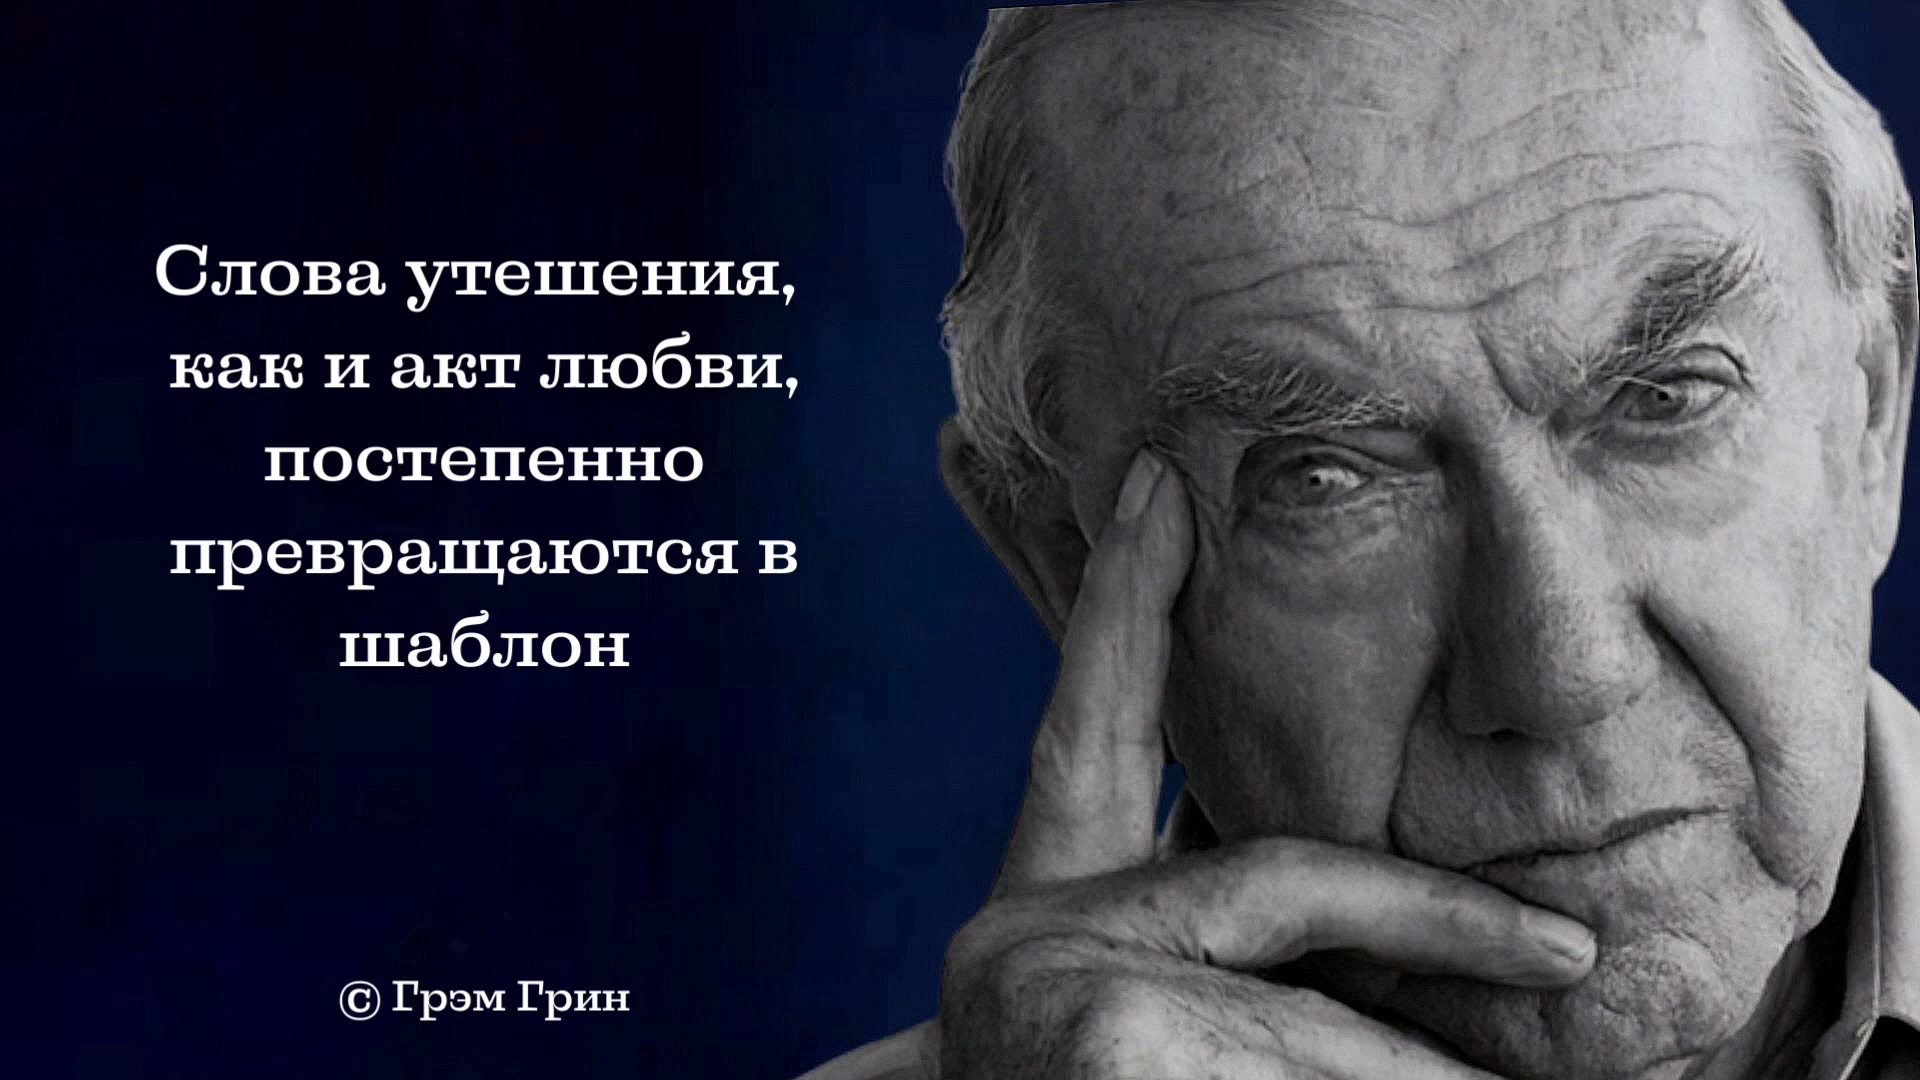 Слова утешения,
как и акт любви,
постепенно
превращаются в
шаблон
© Грэм Грин